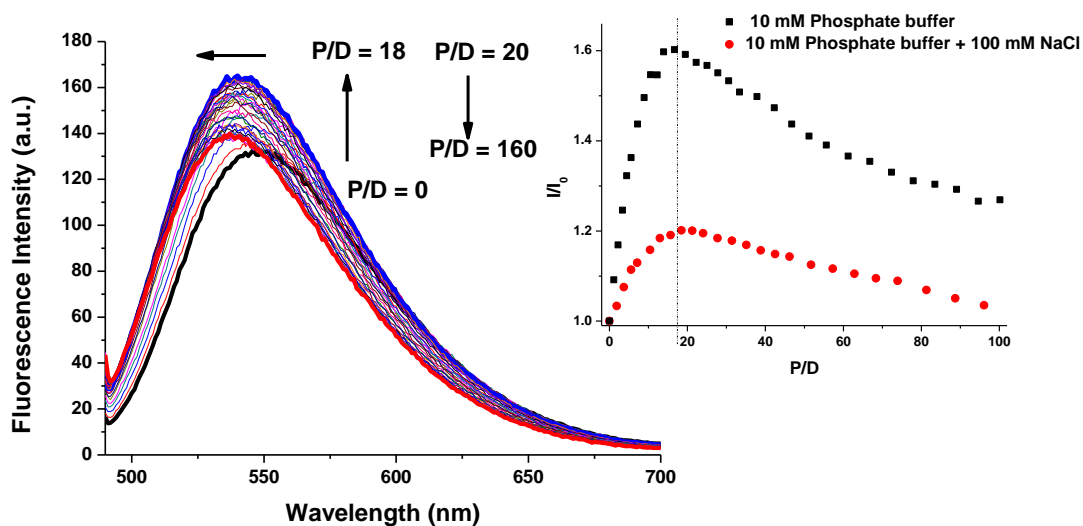 180
160
140
120
100
80
60
40
20
0
Fluorescence Intensity (a.u.)
500
550
600
650
700
Wavelength (nm)
P/D = 18
P/D = 20
P/D = 160
P/D = 0
10 mM Phosphate buffer
10 mM Phosphate buffer + 100 mM NaCl
1.6
1.4
1.2
1.0
I/I0
0
20
40
60
80
100
P/D